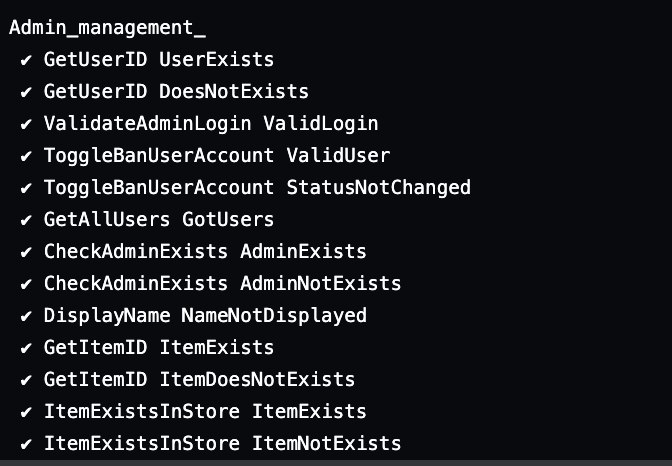 Admin_management_
✔ GetUserID UserExists
✔ GetUserID DoesNotExists
✔ ValidateAdminLogin ValidLogin
✔ ToggleBanUserAccount ValidUser
✔ ToggleBanUserAccount StatusNotChanged
✔ GetAllUsers GotUsers
✔ CheckAdminExists AdminExists
✔ CheckAdminExists AdminNotExists
✔ DisplayName NameNotDisplayed
✔ GetItemID ItemExists
✔ GetItemID ItemDoesNotExists
✔ ItemExistsInStore ItemExists
✔ ItemExistsInStore ItemNotExists